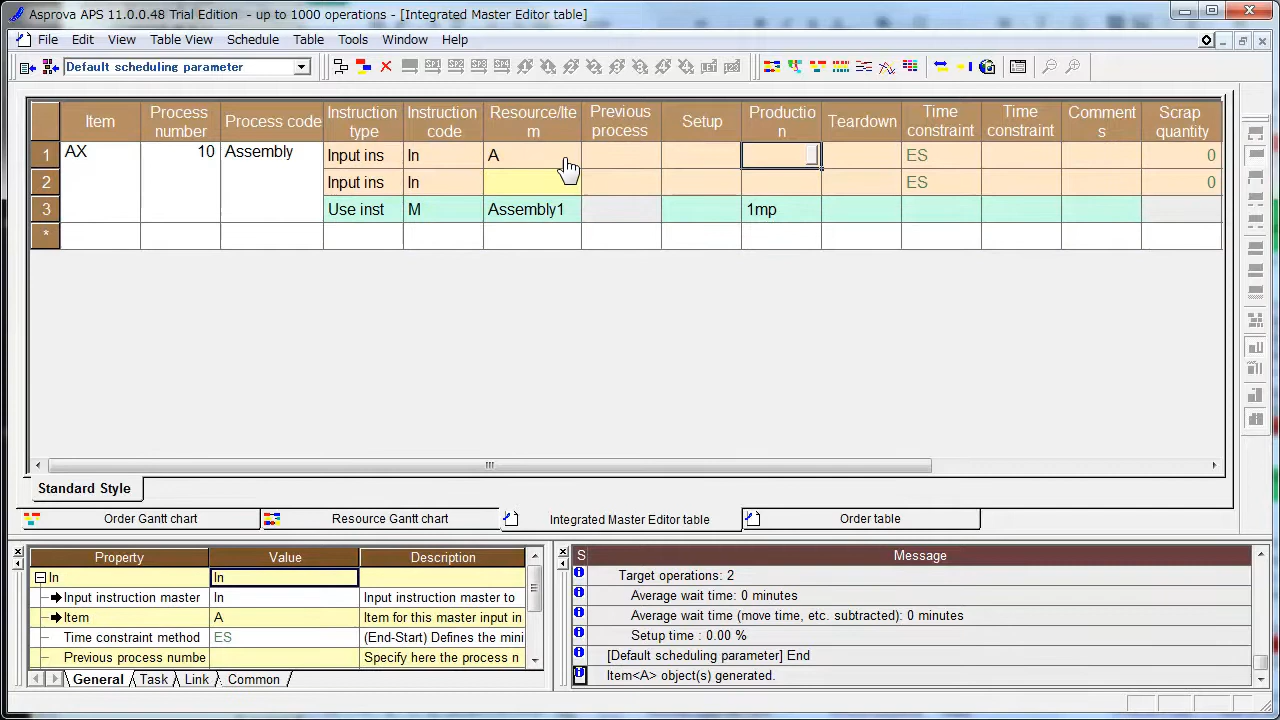 Asprova APS 11.0.0.48 Trial Edition - up to 1000 operations - [Integrated Master Editor table]
File Edit View Table View Schedule Table Tools Window Help
Default scheduling parameter
Item Process number Process code Instruction type Instruction code Resource/Item Previous process Setup Production Teardown Time constraint Time constraint Comments Scrap quantity
1 AX 10 Assembly Input ins In A ES 0
2 Input ins In ES 0
3 Use inst M Assembly1 1mp
*
Standard Style
Order Gantt chart Resource Gantt chart Integrated Master Editor table Order table
Property Value Description
In In
Input instruction master In Input instruction master to
Item A Item for this master input in
Time constraint method ES (End-Start) Defines the mini
Previous process numbe Specify here the process n
General Task Link Common
S Message
Target operations: 2
Average wait time: 0 minutes
Average wait time (move time, etc. subtracted): 0 minutes
Setup time : 0.00 %
[Default scheduling parameter] End
Item<A> object(s) generated.